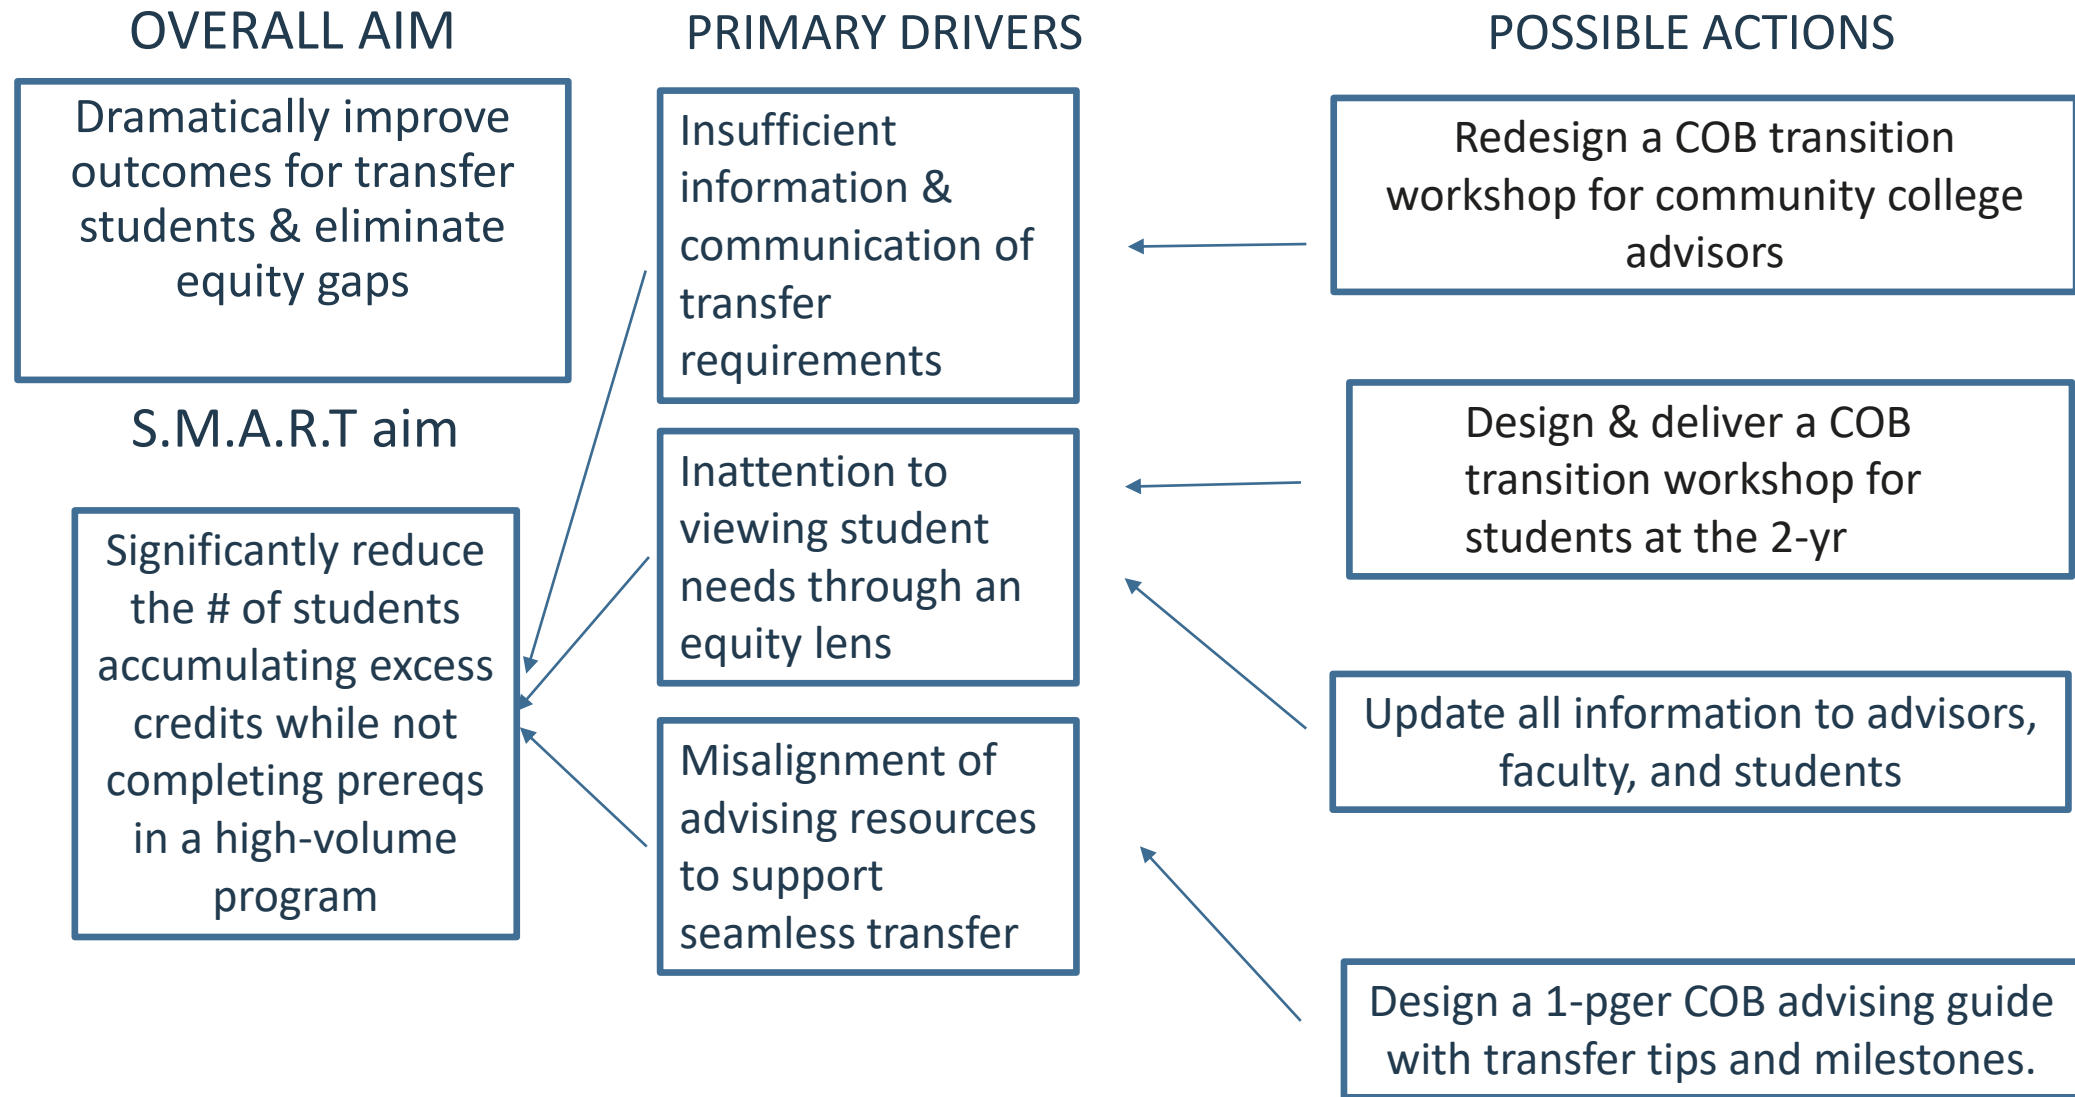 OVERALL AIM
Dramatically improve
outcomes for transfer
students & eliminate
equity gaps
S.M.A.R.T aim
Significantly reduce
the # of students
accumulating excess
credits while not
completing prereqs
in a high-volume
program
PRIMARY DRIVERS
Insufficient
information &
communication of
transfer
requirements
Inattention to
viewing student
needs through an
equity lens
Misalignment of
advising resources
to support
seamless transfer
POSSIBLE ACTIONS
Redesign a COB transition
workshop for community college
advisors
Design & deliver a COB
transition workshop for
students at the 2-yr
Update all information to advisors,
faculty, and students
Design a 1-pger COB advising guide
with transfer tips and milestones.